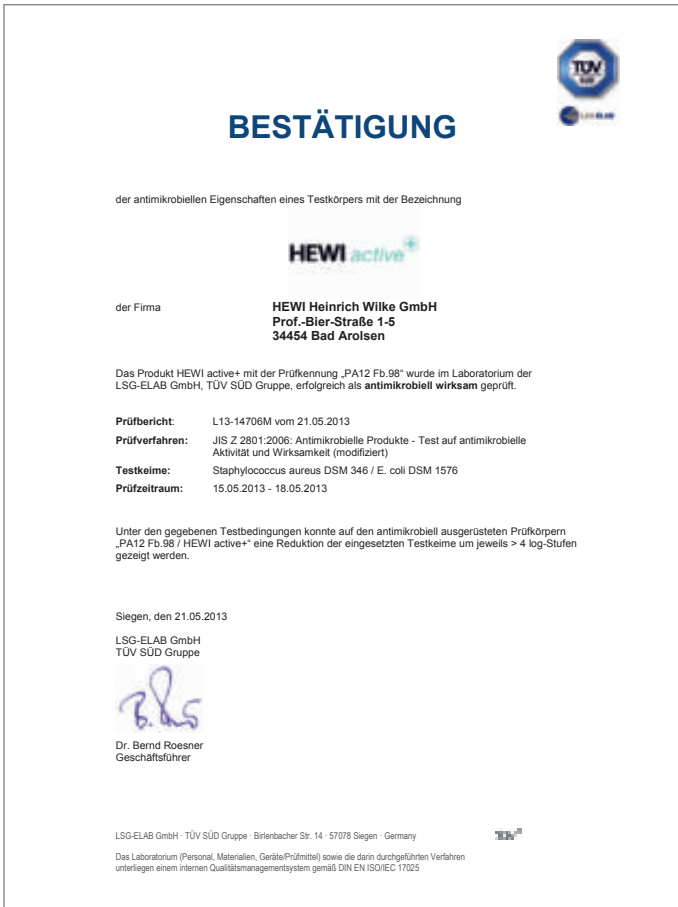 TÜV
SÜD
LSG-ELAB
BESTÄTIGUNG
der antimikrobiellen Eigenschaften eines Testkörpers mit der Bezeichnung
HEWI active+
der Firma
HEWI Heinrich Wilke GmbH
Prof.-Bier-Straße 1-5
34454 Bad Arolsen
Das Produkt HEWI active+ mit der Prüfkennung „PA12 Fb.98“ wurde im Laboratorium der
LSG-ELAB GmbH, TÜV SÜD Gruppe, erfolgreich als antimikrobiell wirksam geprüft.
Prüfbericht: L13-14706M vom 21.05.2013
Prüfverfahren: JIS Z 2801:2006: Antimikrobielle Produkte - Test auf antimikrobielle
Aktivität und Wirksamkeit (modifiziert)
Testkeime: Staphylococcus aureus DSM 346 / E. coli DSM 1576
Prüfzeitraum: 15.05.2013 - 18.05.2013
Unter den gegebenen Testbedingungen konnte auf den antimikrobiell ausgerüsteten Prüfkörpern
„PA12 Fb.98 / HEWI active+“ eine Reduktion der eingesetzten Testkeime um jeweils > 4 log-Stufen
gezeigt werden.
Siegen, den 21.05.2013
LSG-ELAB GmbH
TÜV SÜD Gruppe
Dr. Bernd Roesner
Geschäftsführer
LSG-ELAB GmbH · TÜV SÜD Gruppe · Birlenbacher Str. 14 · 57078 Siegen · Germany
Das Laboratorium (Personal, Materialien, Geräte/Prüfmittel) sowie die darin durchgeführten Verfahren
unterliegen einem internen Qualitätsmanagementsystem gemäß DIN EN ISO/IEC 17025